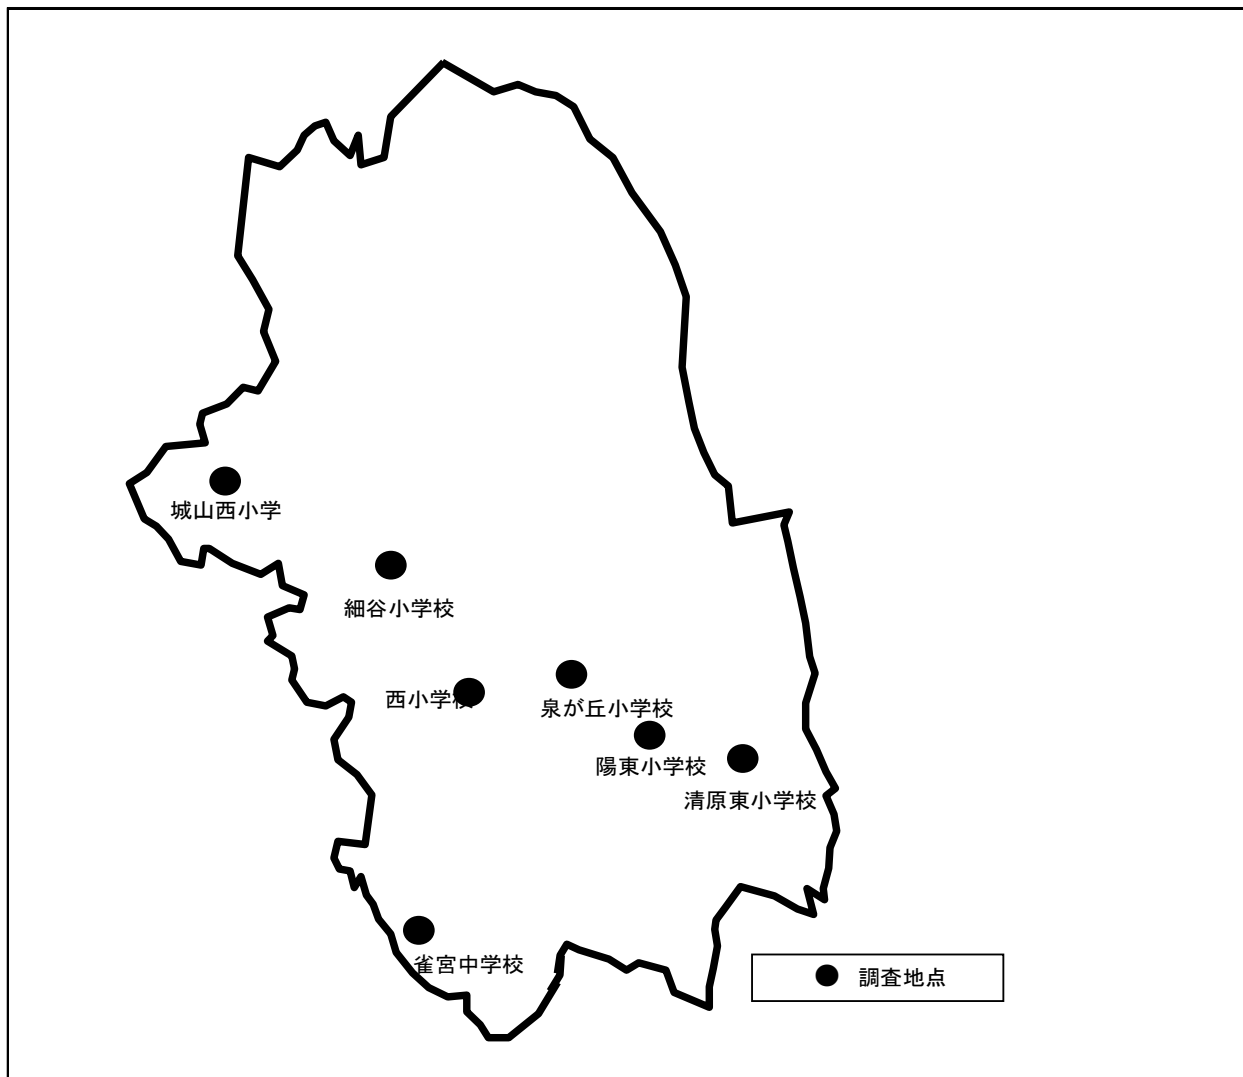 城山西小学
細谷小学校
西小学校
泉が丘小学校
陽東小学校
清原東小学校
雀宮中学校
調査地点